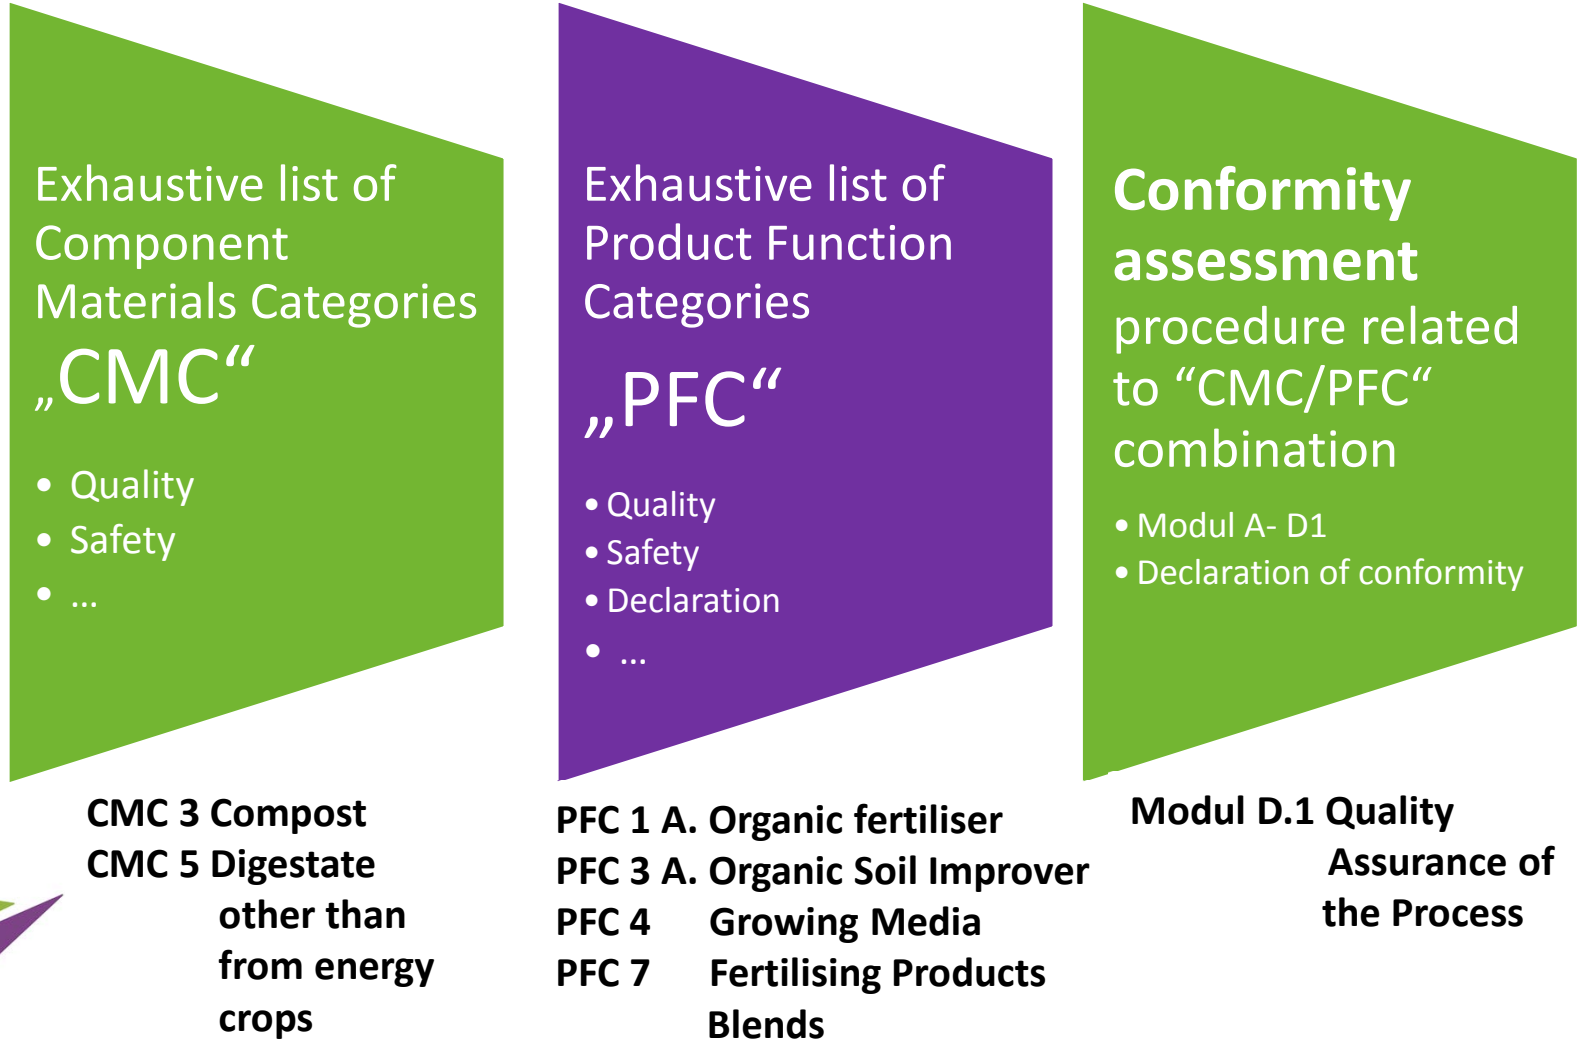 Exhaustive list of
Component
Materials Categories
„CMC“
• Quality
• Safety
• ...
CMC 3 Compost
CMC 5 Digestate
other than
from energy
crops
Exhaustive list of
Product Function
Categories
„PFC“
• Quality
• Safety
• Declaration
• ...
PFC 1 A. Organic fertiliser
PFC 3 A. Organic Soil Improver
PFC 4 Growing Media
PFC 7 Fertilising Products
Blends
Conformity
assessment
procedure related
to “CMC/PFC“
combination
• Modul A- D1
• Declaration of conformity
Modul D.1 Quality
Assurance of
the Process